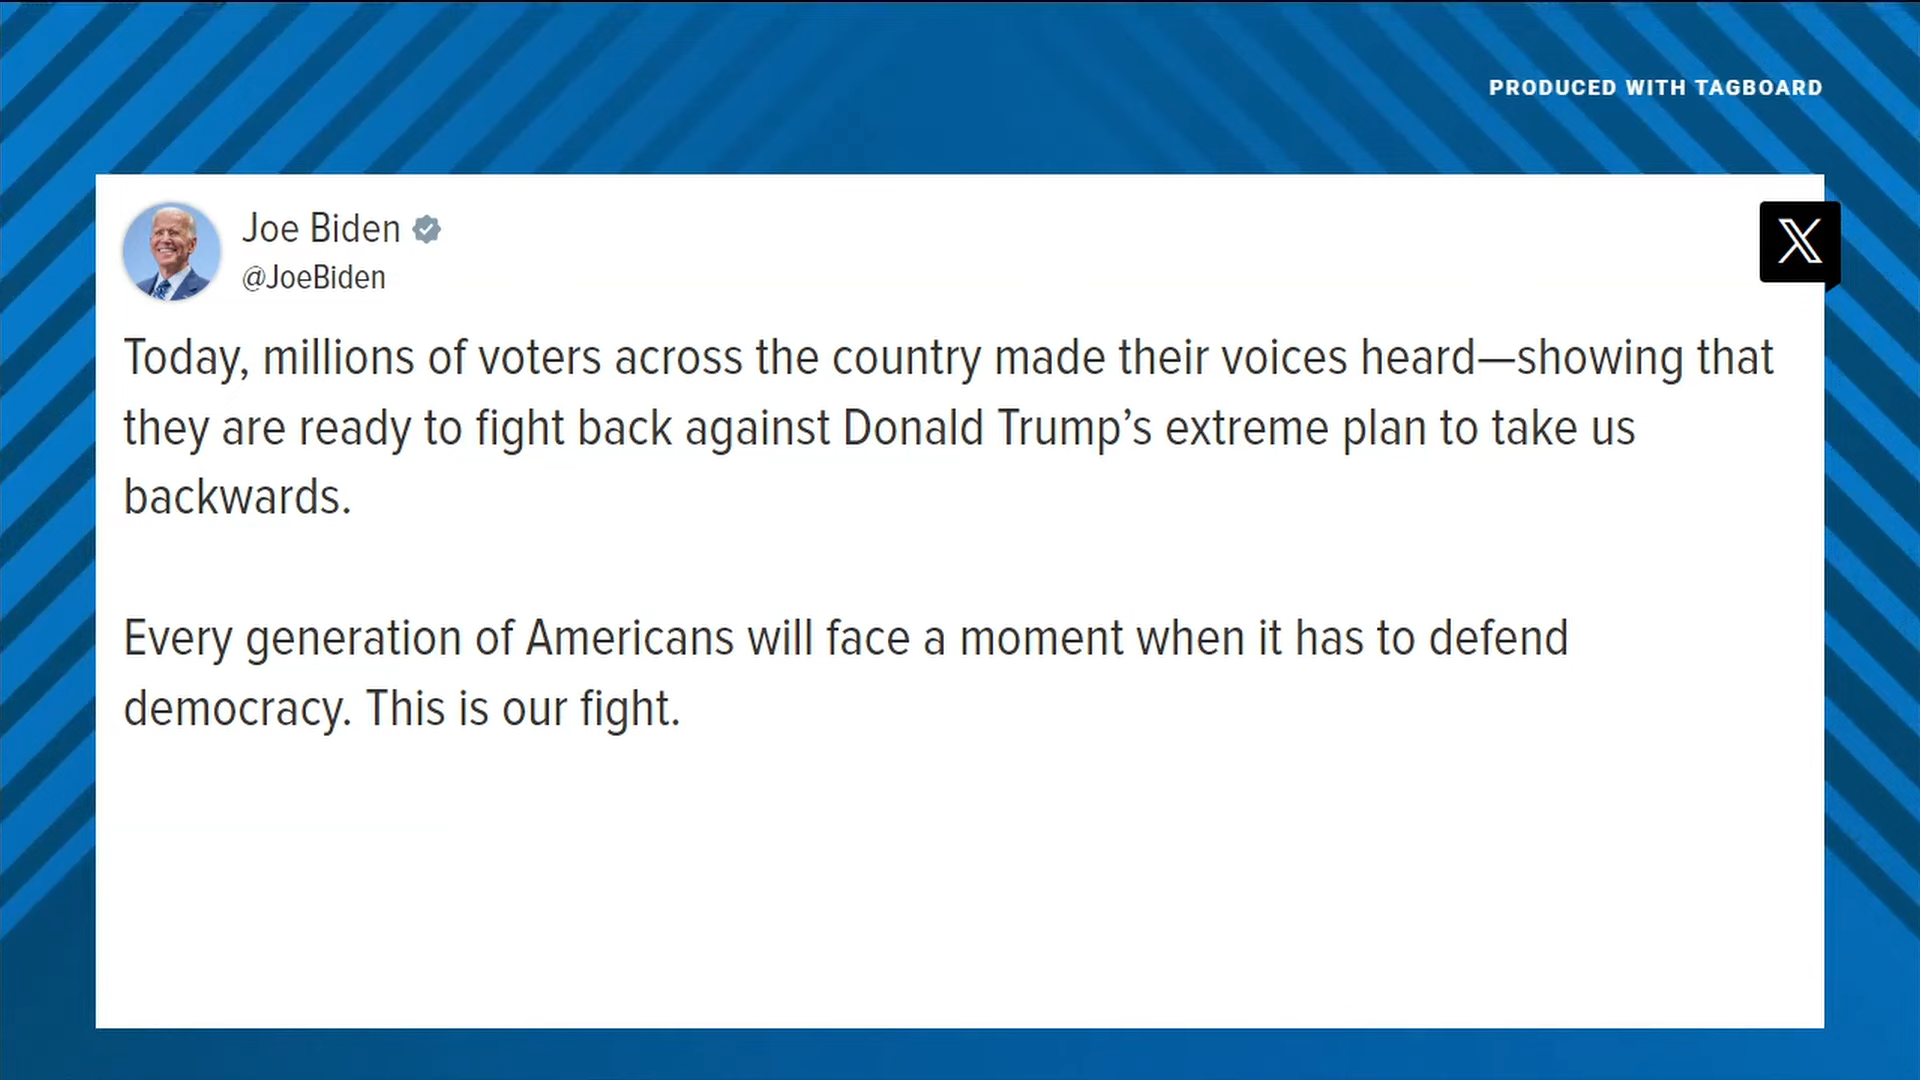 PRODUCED WITH TAGBOARD
Joe Biden
@JoeBiden
Today, millions of voters across the country made their voices heard—showing that
they are ready to fight back against Donald Trump’s extreme plan to take us
backwards.
Every generation of Americans will face a moment when it has to defend
democracy. This is our fight.